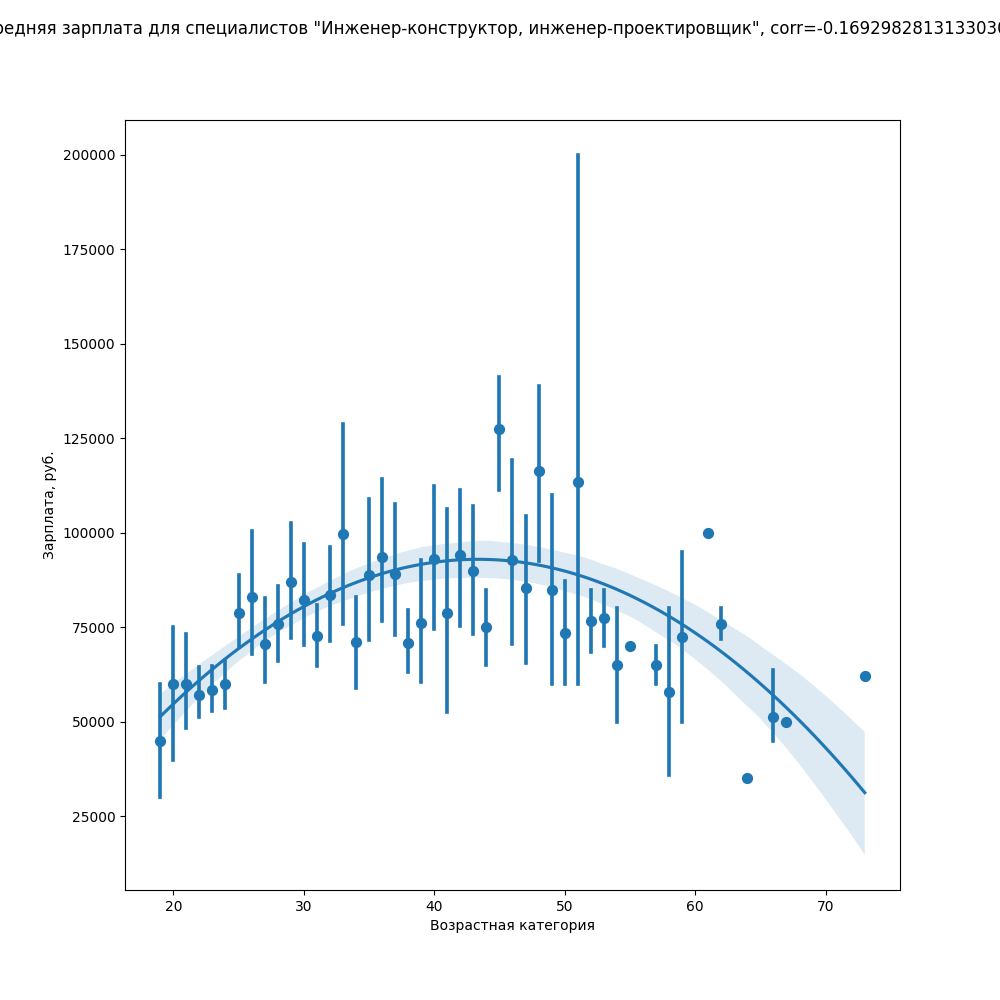 едняя зарплата для специалистов "Инженер-конструктор, инженер-проектировщик", corr=-0.1692982813133030
200000
175000
150000
125000
100000
75000
50000
25000
Зарплата, руб.
20 30 40 50 60 70
Возрастная категория